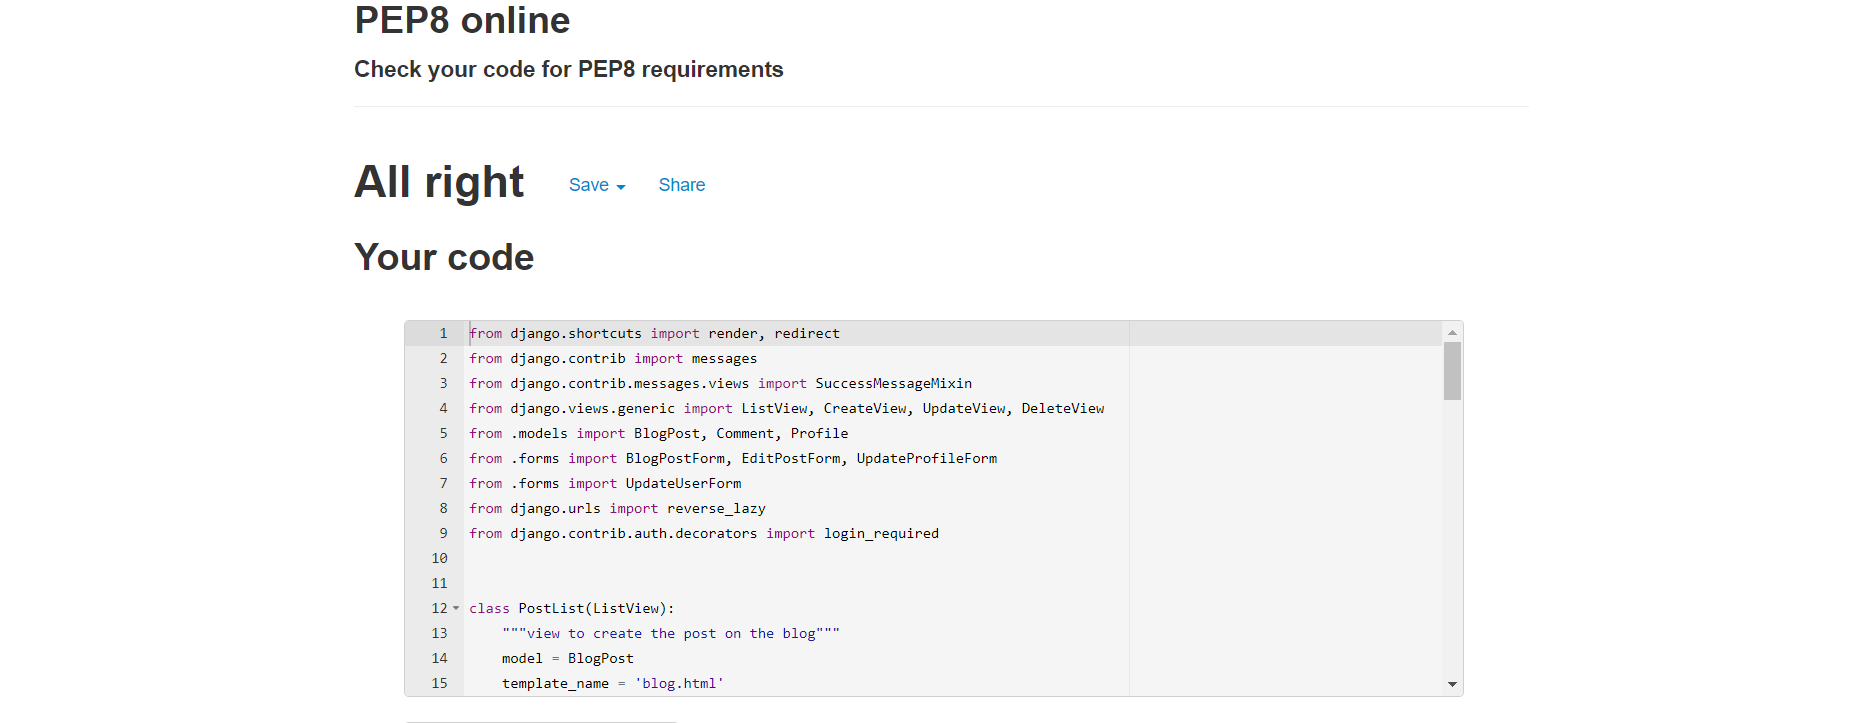 PEP8 online
Check your code for PEP8 requirements
All right Save Share
Your code
1 from django.shortcuts import render, redirect
2 from django.contrib import messages
3 from django.contrib.messages.views import SuccessMessageMixin
4 from django.views.generic import ListView, CreateView, UpdateView, DeleteView
5 from .models import BlogPost, Comment, Profile
6 from .forms import BlogPostForm, EditPostForm, UpdateProfileForm
7 from .forms import UpdateUserForm
8 from django.urls import reverse_lazy
9 from django.contrib.auth.decorators import login_required
10
11
12 class PostList(ListView):
13 """view to create the post on the blog"""
14 model = BlogPost
15 template_name = 'blog.html'